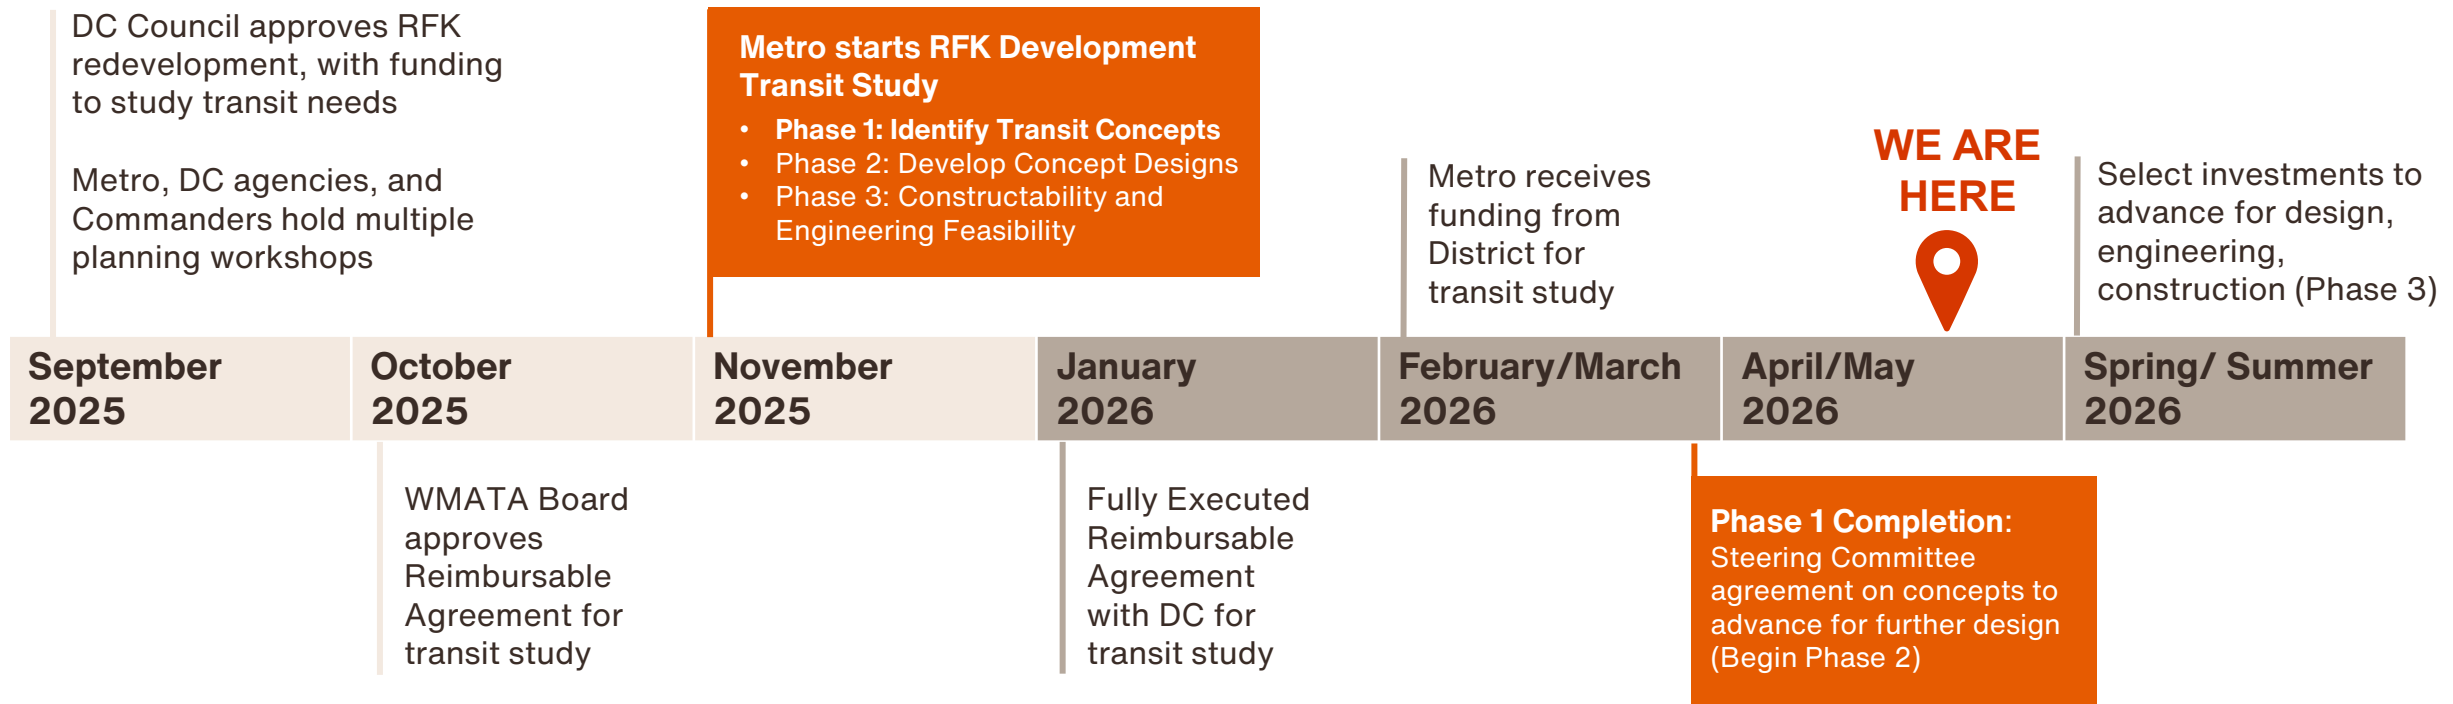 DC Council approves RFK
redevelopment, with funding
to study transit needs
Metro, DC agencies, and
Commanders hold multiple
planning workshops
Metro starts RFK Development
Transit Study
• Phase 1: Identify Transit Concepts
• Phase 2: Develop Concept Designs
• Phase 3: Constructability and
Engineering Feasibility
Metro receives
funding from
District for
transit study
WE ARE
HERE
Select investments to
advance for design,
engineering,
construction (Phase 3)
September
2025
October
2025
November
2025
January
2026
February/March
2026
April/May
2026
Spring/ Summer
2026
WMATA Board
approves
Reimbursable
Agreement for
transit study
Fully Executed
Reimbursable
Agreement
with DC for
transit study
Phase 1 Completion:
Steering Committee
agreement on concepts to
advance for further design
(Begin Phase 2)